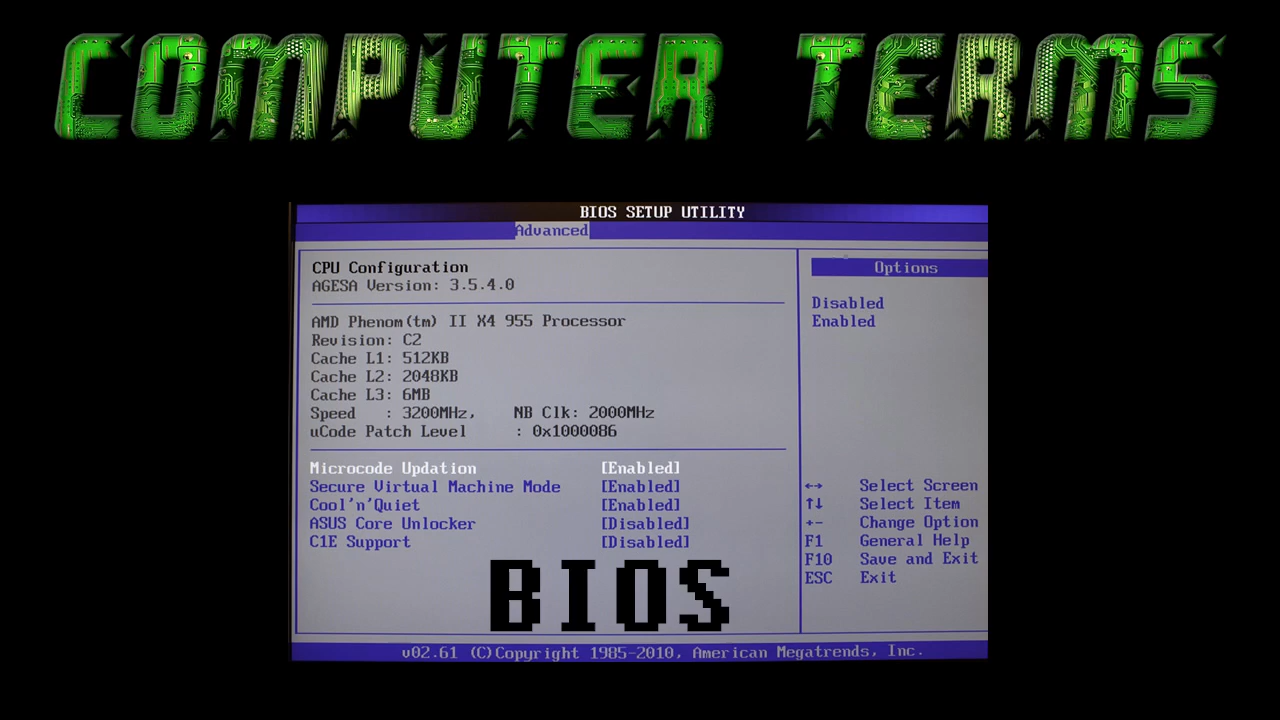 COMPUTER TERMS
BIOS SETUP UTILITY
Advanced
CPU Configuration
AGESA Version: 3.5.4.0
AMD Phenom(tm) II X4 955 Processor
Revision: C2
Cache L1: 512KB
Cache L2: 2048KB
Cache L3: 6MB
Speed : 3200MHz, NB Clk: 2000MHz
uCode Patch Level : 0x1000086
Microcode Updation [Enabled]
Secure Virtual Machine Mode [Enabled]
Cool'n'Quiet [Enabled]
ASUS Core Unlocker [Disabled]
C1E Support [Disabled]
Options
Disabled
Enabled
↔ Select Screen
↑↓ Select Item
+- Change Option
F1 General Help
F10 Save and Exit
ESC Exit
BIOS
v02.61 (C)Copyright 1985-2010, American Megatrends, Inc.